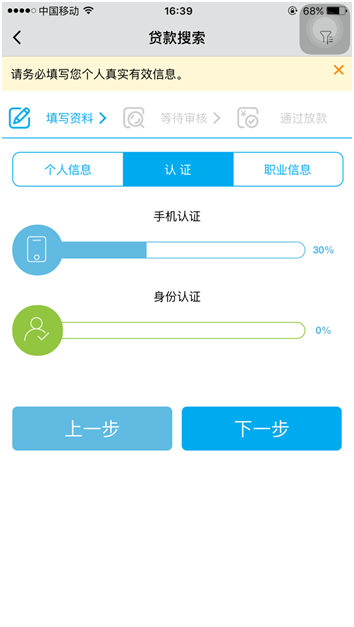 中国移动 16:39 68%
贷款搜索
请务必填写您个人真实有效信息。
填写资料 等待审核 通过放款
个人信息 认证 职业信息
手机认证
30%
身份认证
0%
上一步 下一步